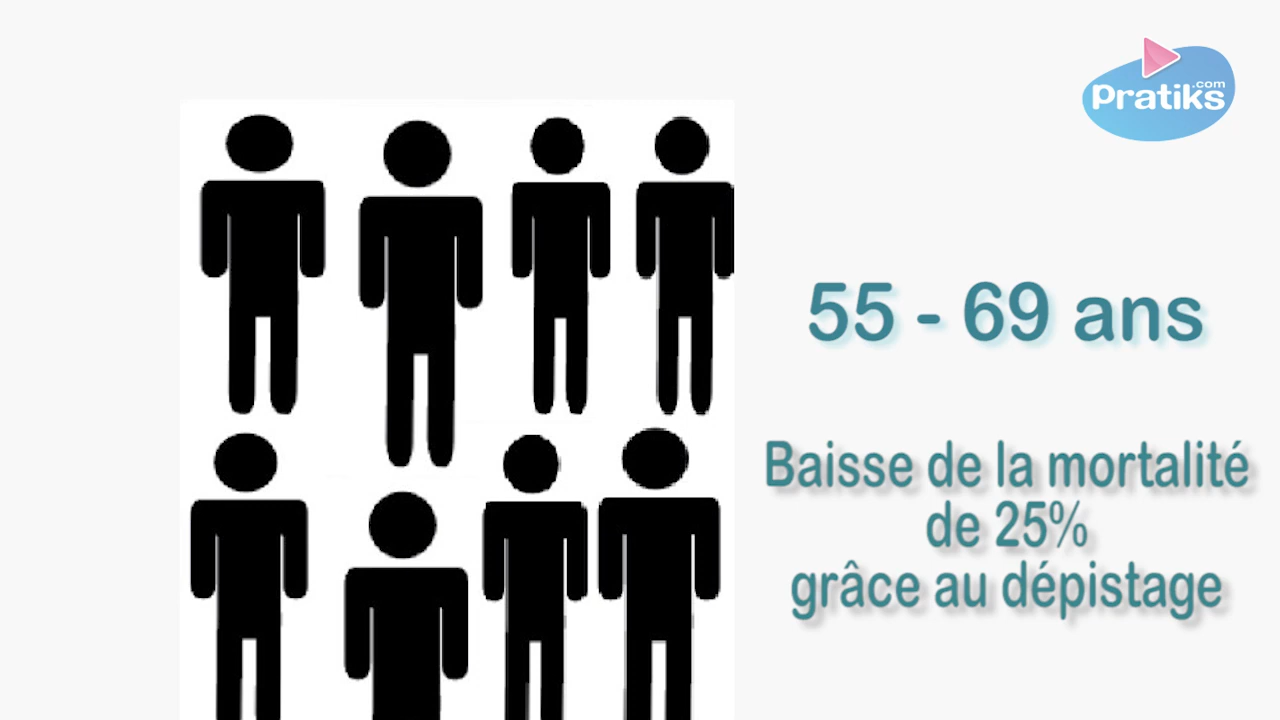 Pratiks.com
55 - 69 ans
Baisse de la mortalité
de 25%
grâce au dépistage